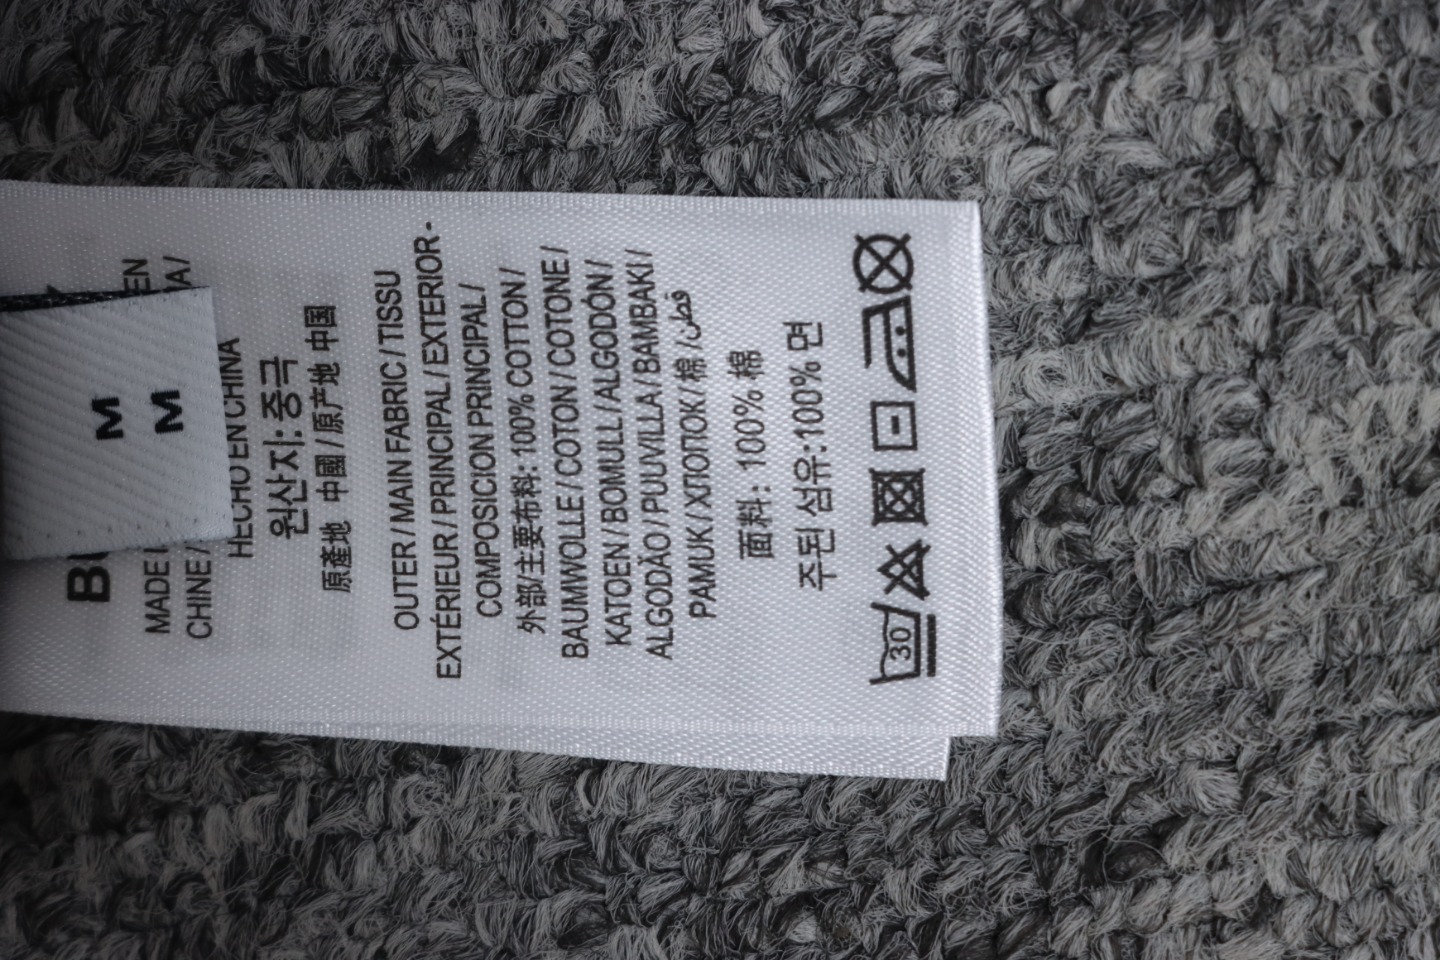 M
M
MADE
EN
CHINE /
A /
HECHO EN CHINA
원산지: 중국
原產地 中國 / 原产地 中国
OUTER / MAIN FABRIC / TISSU
EXTÉRIEUR / PRINCIPAL / EXTERIOR -
COMPOSICION PRINCIPAL /
外部/主要布料: 100% COTTON /
BAUMWOLLE / COTON / COTONE /
KATOEN / BOMULL / ALGODÓN /
ALGODÃO / PUUVILLA / BAMBAKI /
PAMUK / ХЛОПОК / 棉 / قطن
面料: 100% 棉
주된 섬유:100% 면
30